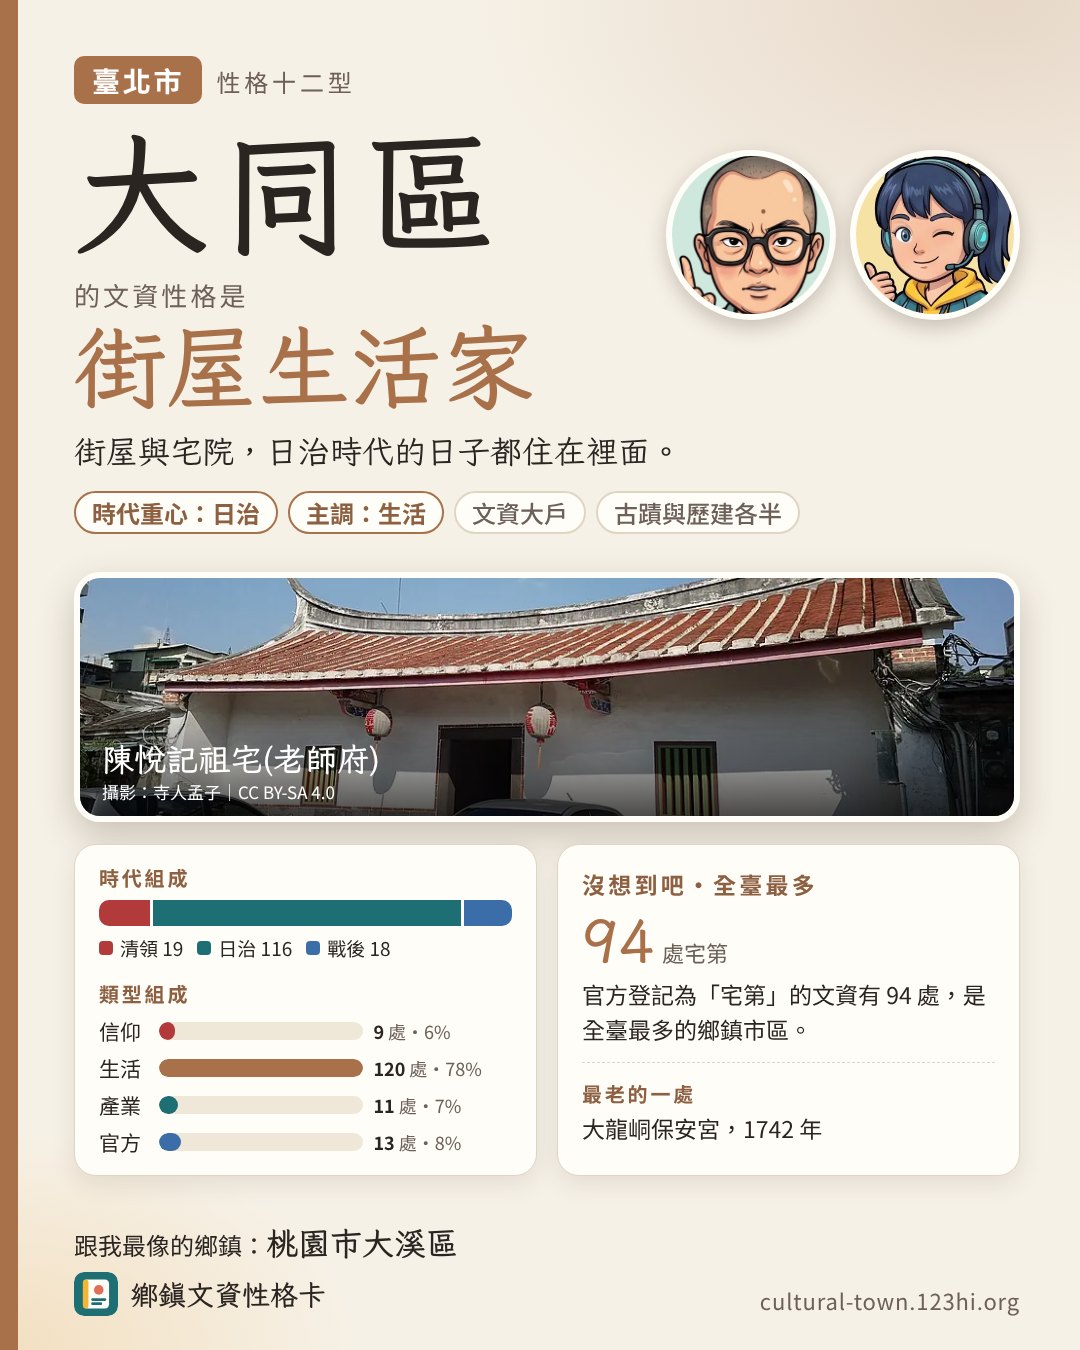 臺北市 性格十二型
大同區
的文資性格是
街屋生活家
街屋與宅院，日治時代的日子都住在裡面。
時代重心：日治 主調：生活 文資大戶 古蹟與歷建各半
陳悅記祖宅(老師府)
攝影：寺人孟子｜CC BY-SA 4.0
時代組成
清領 19 日治 116 戰後 18
類型組成
信仰 9 處・6%
生活 120 處・78%
產業 11 處・7%
官方 13 處・8%
沒想到吧・全臺最多
94 處宅第
官方登記為「宅第」的文資有 94 處，是
全臺最多的鄉鎮市區。
最老的一處
大龍峒保安宮，1742 年
跟我最像的鄉鎮：桃園市大溪區
鄉鎮文資性格卡
cultural-town.123hi.org